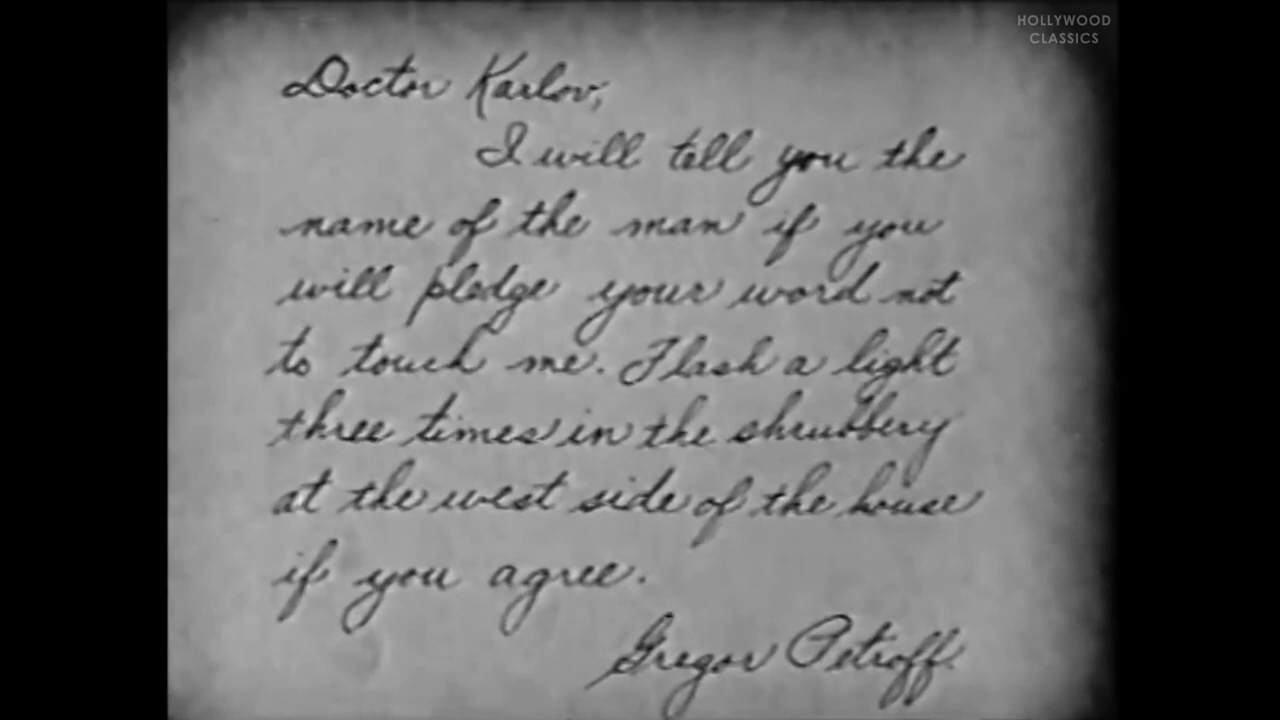 HOLLYWOOD
CLASSICS
Doctor Karlov,
I will tell you the
name of the man if you
will pledge your word not
to touch me. Flash a light
three times in the shrubbery
at the west side of the house
if you agree.
Gregor Petroff.